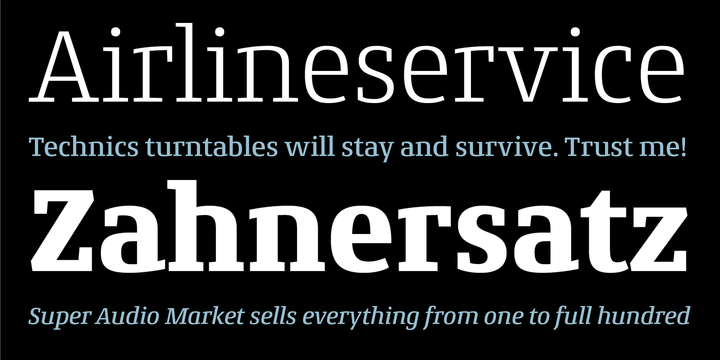 Airlineservice
Technics turntables will stay and survive. Trust me!
Zahnersatz
Super Audio Market sells everything from one to full hundred